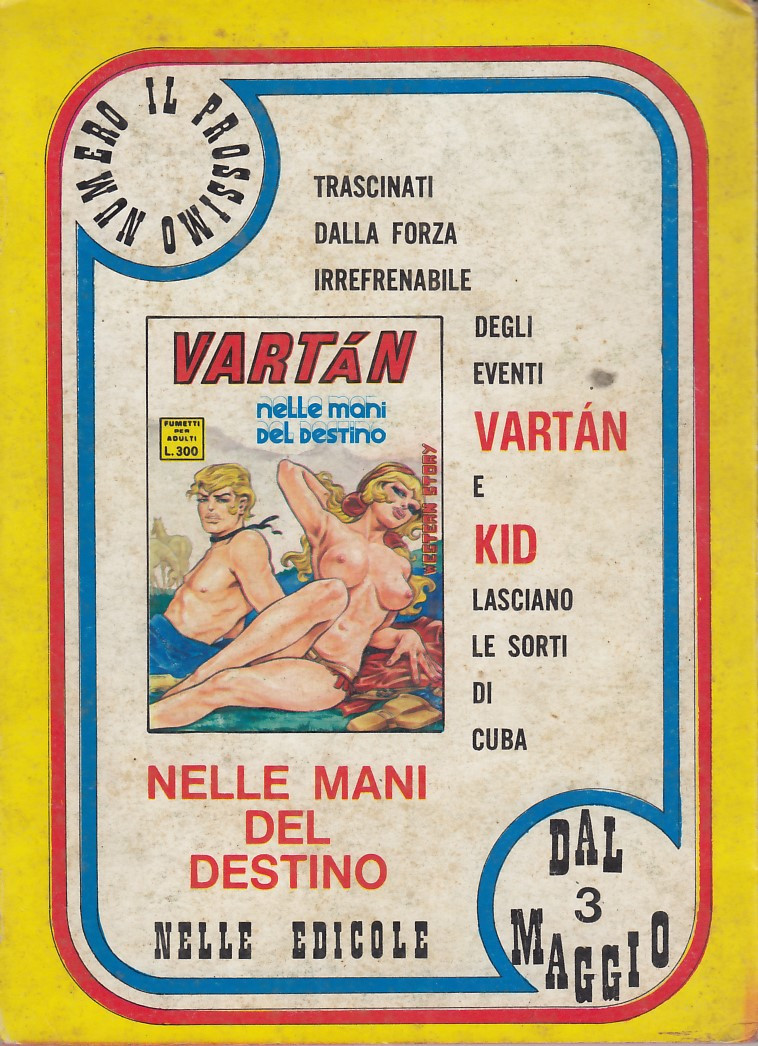 IL PROSSIMO NUMERO
TRASCINATI
DALLA FORZA
IRREFRENABILE
DEGLI
EVENTI
VARTÁN
E
KID
LASCIANO
LE SORTI
DI
CUBA
VARTÁN
nelle mani
DEL DESTINO
FUMETTI
PER
ADULTI
L.300
WESTERN STORY
NELLE MANI
DEL
DESTINO
NELLE EDICOLE
DAL
3
MAGGIO